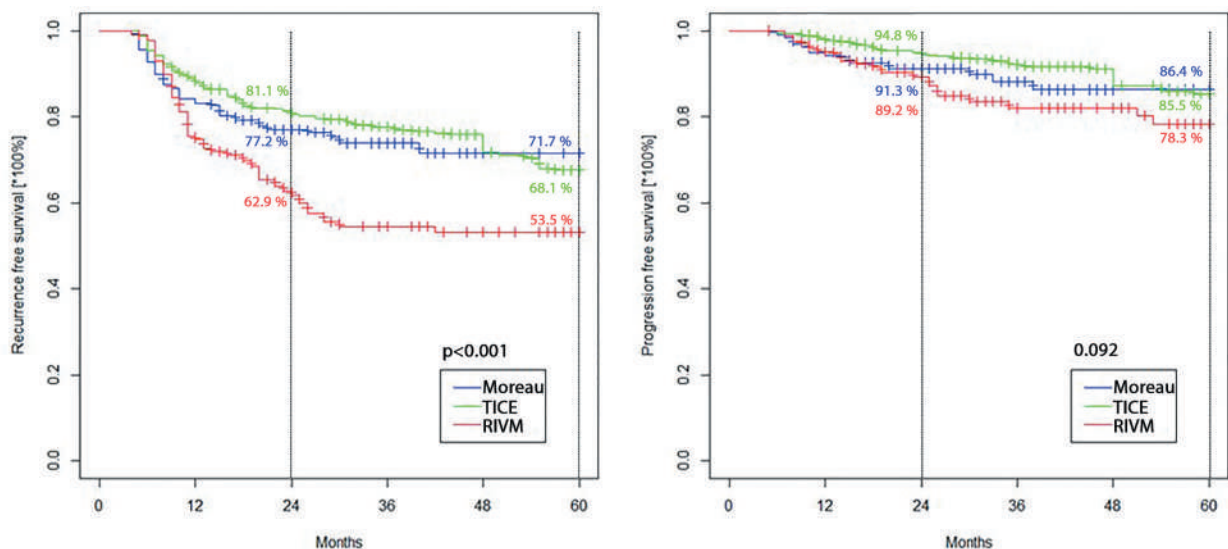 Recurrence free survival [*100%]
1.0
0.8
0.6
0.4
0.2
0.0
81.1 %
77.2 %
62.9 %
71.7 %
68.1 %
53.5 %
p<0.001
Moreau
TICE
RIVM
0 12 24 36 48 60
Months
Progression free survival [*100%]
1.0
0.8
0.6
0.4
0.2
0.0
94.8 %
91.3 %
89.2 %
86.4 %
85.5 %
78.3 %
0.092
Moreau
TICE
RIVM
0 12 24 36 48 60
Months